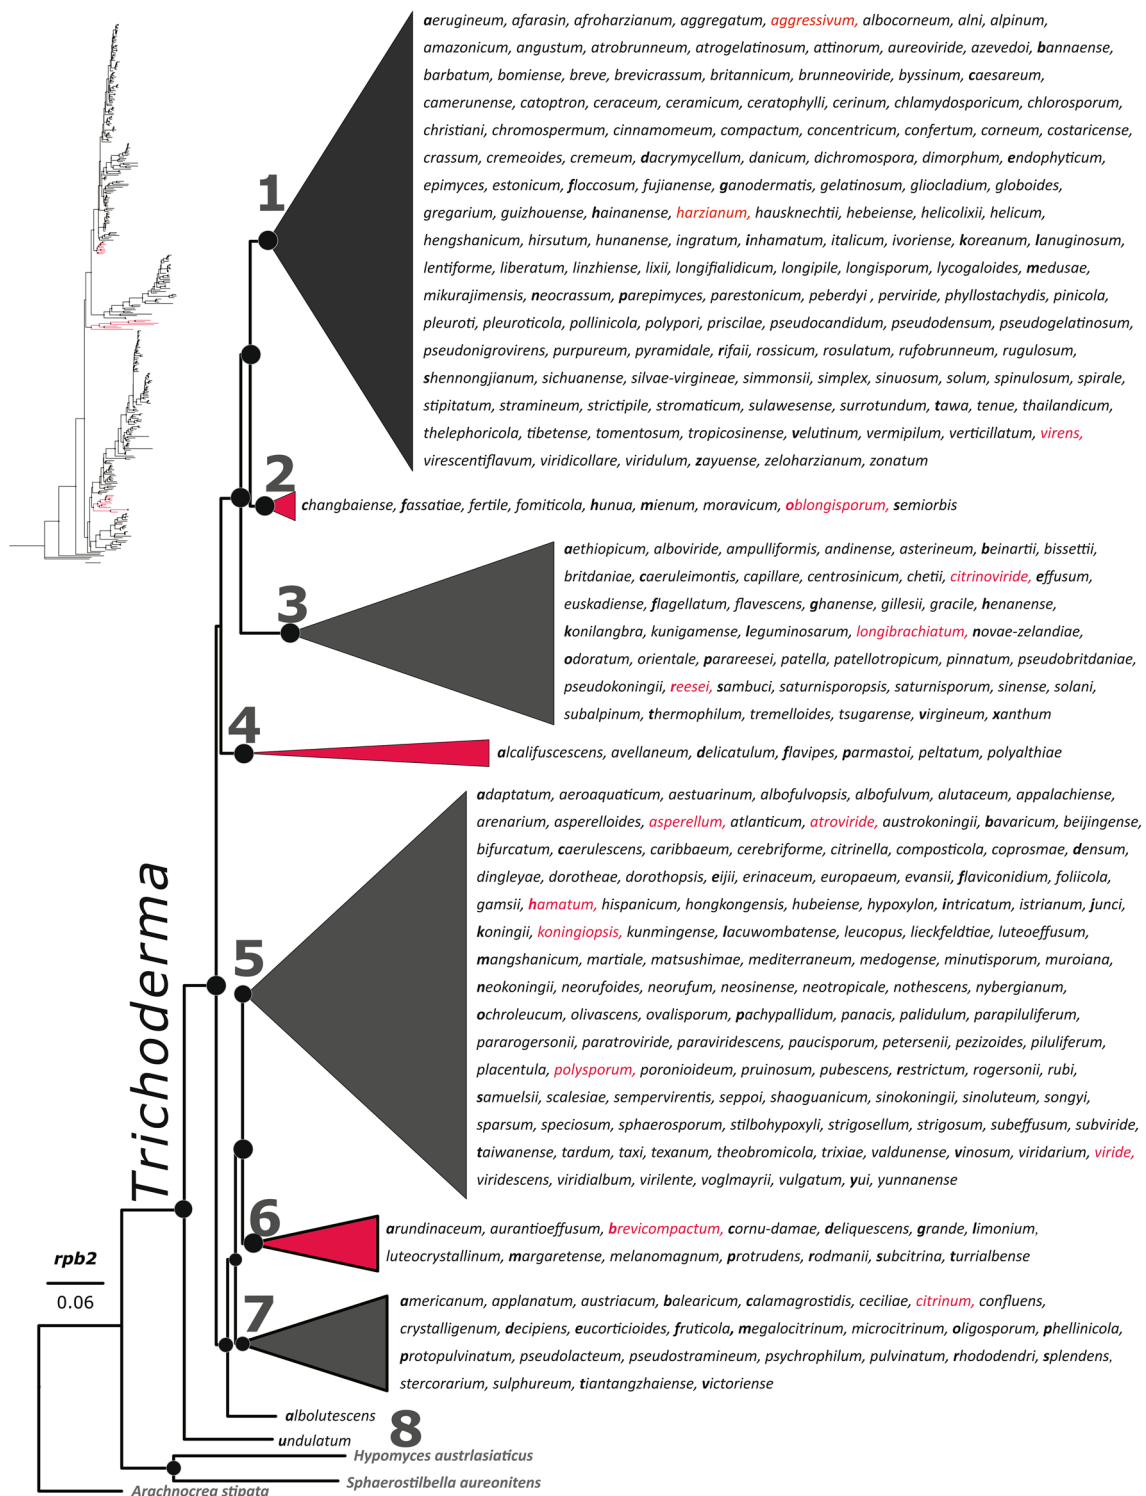 1
aerugineum, afarasin, afroharzianum, aggregatum, aggressivum, albocorneum, alni, alpinum,
amazonicum, angustum, atrobrunneum, atrogelatinosum, attinorum, aureoviride, azevedoi, bannaense,
barbatum, bomiense, breve, brevicrassum, britannicum, brunneoviride, byssinum, caesareum,
camerunense, catoptron, ceraceum, ceramicum, ceratophylli, cerinum, chlamydosporicum, chlorosporum,
christiani, chromospermum, cinnamomeum, compactum, concentricum, confertum, corneum, costaricense,
crassum, cremeoides, cremeum, dacrymycellum, danicum, dichromospora, dimorphum, endophyticum,
epimyces, estonicum, floccosum, fujianense, ganodermatis, gelatinosum, gliocladium, globoides,
gregarium, guizhouense, hainanense, harzianum, hausknechtii, hebeiense, helicolixii, helicum,
hengshanicum, hirsutum, hunanense, ingratum, inhamatum, italicum, ivoriense, koreanum, lanuginosum,
lentiforme, liberatum, linzhiense, lixii, longifialidicum, longipile, longisporum, lycogaloides, medusae,
mikurajimensis, neocrassum, parepimyces, parestonicum, peberdyi , perviride, phyllostachydis, pinicola,
pleuroti, pleuroticola, pollinicola, polypori, priscilae, pseudocandidum, pseudodensum, pseudogelatinosum,
pseudonigrovirens, purpureum, pyramidale, rifaii, rossicum, rosulatum, rufobrunneum, rugulosum,
shennongjianum, sichuanense, silvae-virgineae, simmonsii, simplex, sinuosum, solum, spinulosum, spirale,
stipitatum, stramineum, strictipile, stromaticum, sulawesense, surrotundum, tawa, tenue, thailandicum,
thelephoricola, tibetense, tomentosum, tropicosinense, velutinum, vermipilum, verticillatum, virens,
virescentiflavum, viridicollare, viridulum, zayuense, zeloharzianum, zonatum
2
changbaiense, fassatiae, fertile, fomiticola, hunua, mienum, moravicum, oblongisporum, semiorbis
3
aethiopicum, alboviride, ampulliformis, andinense, asterineum, beinartii, bissettii,
britdaniae, caeruleimontis, capillare, centrosinicum, chetii, citrinoviride, effusum,
euskadiense, flagellatum, flavescens, ghanense, gillesii, gracile, henanense,
konilangbra, kunigamense, leguminosarum, longibrachiatum, novae-zelandiae,
odoratum, orientale, parareesei, patella, patellotropicum, pinnatum, pseudobritdaniae,
pseudokoningii, reesei, sambuci, saturnisporopsis, saturnisporum, sinense, solani,
subalpinum, thermophilum, tremelloides, tsugarense, virgineum, xanthum
4
alcalifuscescens, avellaneum, delicatulum, flavipes, parmastoi, peltatum, polyalthiae
5
adaptatum, aeroaquaticum, aestuarinum, albofulvopsis, albofulvum, alutaceum, appalachiense,
arenarium, asperelloides, asperellum, atlanticum, atroviride, austrokoningii, bavaricum, beijingense,
bifurcatum, caerulescens, caribbaeum, cerebriforme, citrinella, composticola, coprosmae, densum,
dingleyae, dorotheae, dorothopsis, eijii, erinaceum, europaeum, evansii, flaviconidium, foliicola,
gamsii, hamatum, hispanicum, hongkongensis, hubeiense, hypoxylon, intricatum, istrianum, junci,
koningii, koningiopsis, kunmingense, lacuwombatense, leucopus, lieckfeldtiae, luteoeffusum,
mangshanicum, martiale, matsushimae, mediterraneum, medogense, minutisporum, muroiana,
neokoningii, neorufoides, neorufum, neosinense, neotropicale, nothescens, nybergianum,
ochroleucum, olivascens, ovalisporum, pachypallidum, panacis, palidulum, parapiluliferum,
pararogersonii, paratroviride, paraviridescens, paucisporum, petersenii, pezizoides, piluliferum,
placentula, polysporum, poronioideum, pruinosum, pubescens, restrictum, rogersonii, rubi,
samuelsii, scalesiae, sempervirentis, seppoi, shaoguanicum, sinokoningii, sinoluteum, songyi,
sparsum, speciosum, sphaerosporum, stilbohypoxyli, strigosellum, strigosum, subeffusum, subviride,
taiwanense, tardum, taxi, texanum, theobromicola, trixiae, valdunense, vinosum, viridarium, viride,
viridescens, viridialbum, virilente, voglmayrii, vulgatum, yui, yunnanense
Trichoderma
6
arundinaceum, aurantioeffusum, brevicompactum, cornu-damae, deliquescens, grande, limonium,
luteocrystallinum, margaretense, melanomagnum, protrudens, rodmanii, subcitrina, turrialbense
rpb2
0.06
7
americanum, applanatum, austriacum, balearicum, calamagrostidis, ceciliae, citrinum, confluens,
crystalligenum, decipiens, eucorticioides, fruticola, megalocitrinum, microcitrinum, oligosporum, phellinicola,
protopulvinatum, pseudolacteum, pseudostramineum, psychrophilum, pulvinatum, rhododendri, splendens,
stercorarium, sulphureum, tiantangzhaiense, victoriense
albolutescens
8
undulatum
Hypomyces austrlasiaticus
Sphaerostilbella aureonitens
Arachnocrea stipata